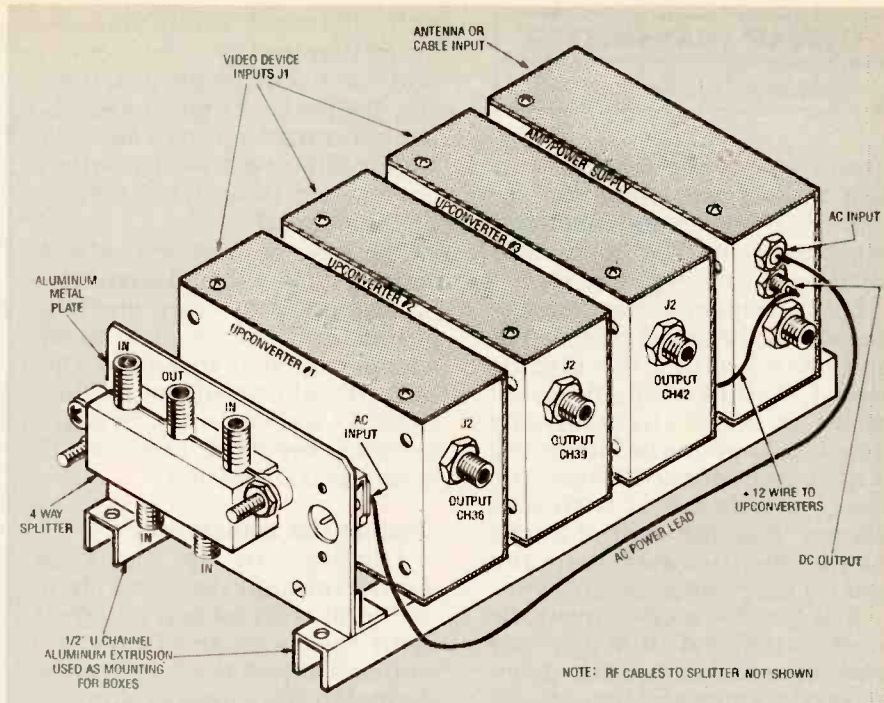 ANTENNA OR
CABLE INPUT
VIDEO DEVICE
INPUTS J1
AMP/POWER SUPPLY
AC INPUT
UPCONVERTER #3
UPCONVERTER #2
UPCONVERTER #1
ALUMINUM
METAL
PLATE
IN
OUT
IN
AC
INPUT
J2
OUTPUT
CH36
J2
OUTPUT
CH39
J2
OUTPUT
CH42
4 WAY
SPLITTER
IN
IN
+12 WIRE TO
UPCONVERTERS
AC POWER LEAD
DC OUTPUT
1/2" U CHANNEL
ALUMINUM EXTRUSION
USED AS MOUNTING
FOR BOXES
NOTE: RF CABLES TO SPLITTER NOT SHOWN